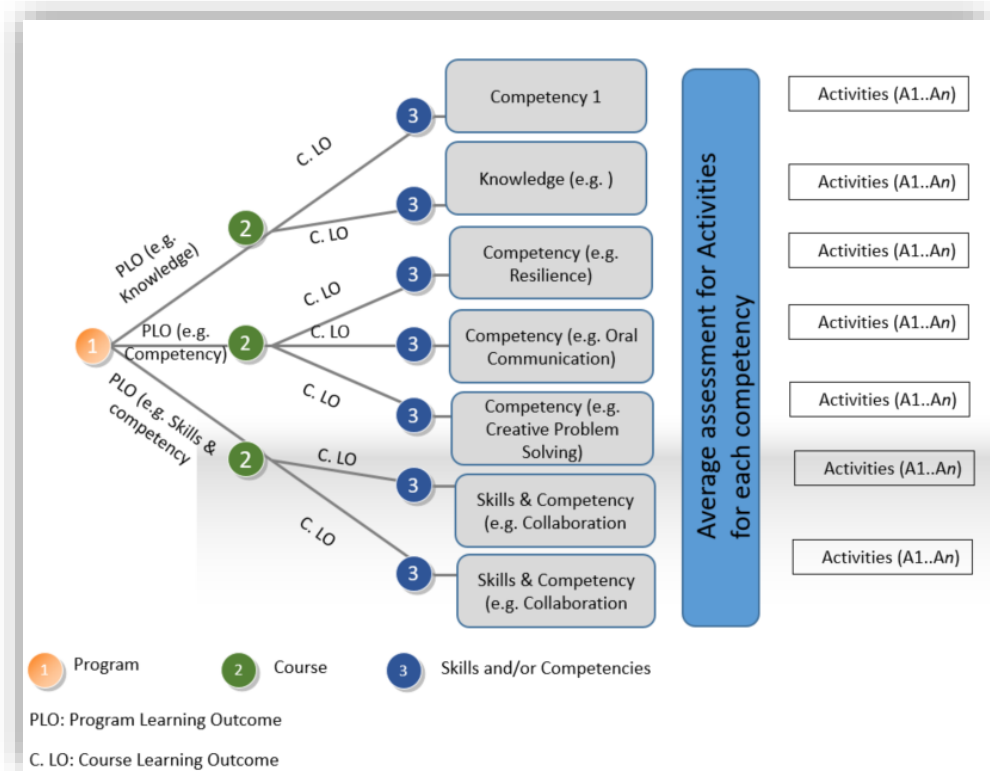 Competency 1
Activities (A1..An)
3
C. LO
Knowledge (e.g. )
Activities (A1..An)
3
2
C. LO
PLO (e.g.
Knowledge)
Competency (e.g.
Resilience)
Activities (A1..An)
3
C. LO
1
PLO (e.g.
Competency)
2
C. LO
3
Competency (e.g. Oral
Communication)
Activities (A1..An)
C. LO
3
Competency (e.g.
Creative Problem
Solving)
Activities (A1..An)
PLO (e.g. Skills &
competency
2
C. LO
3
Skills & Competency
(e.g. Collaboration
Activities (A1..An)
C. LO
3
Skills & Competency
(e.g. Collaboration
Activities (A1..An)
Average assessment for Activities
for each competency
1 Program
2 Course
3 Skills and/or Competencies
PLO: Program Learning Outcome
C. LO: Course Learning Outcome